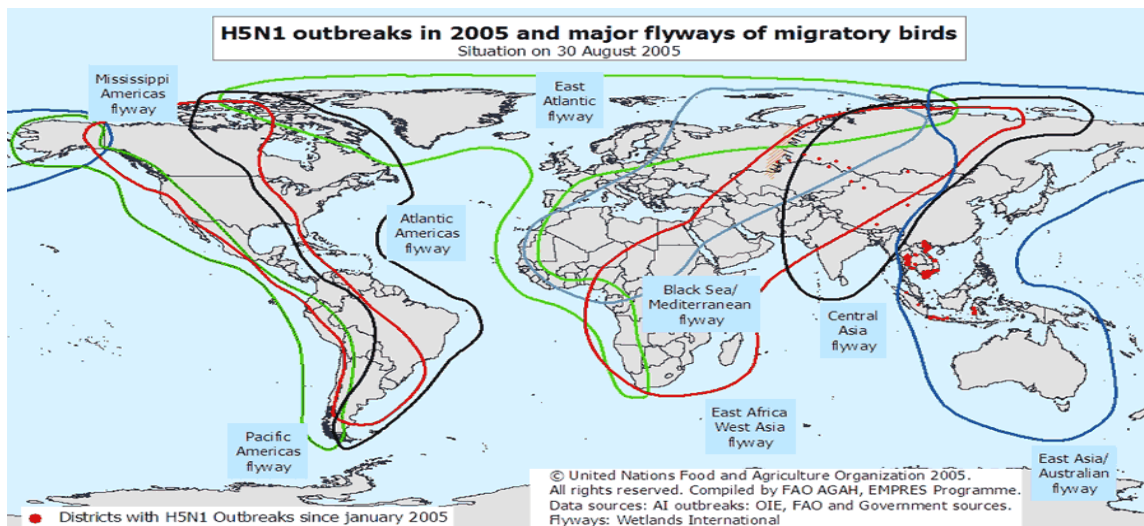 H5N1 outbreaks in 2005 and major flyways of migratory birds
Situation on 30 August 2005
Mississippi
Americas
flyway
East
Atlantic
flyway
Atlantic
Americas
flyway
Black Sea/
Mediterranean
flyway
Central
Asia
flyway
East Africa
West Asia
flyway
Pacific
Americas
flyway
East Asia/
Australian
flyway
© United Nations Food and Agriculture Organization 2005.
All rights reserved. Compiled by FAO AGAH, EMPRES Programme.
Data sources: AI outbreaks: OIE, FAO and Government sources.
Flyways: Wetlands International
Districts with H5N1 Outbreaks since january 2005